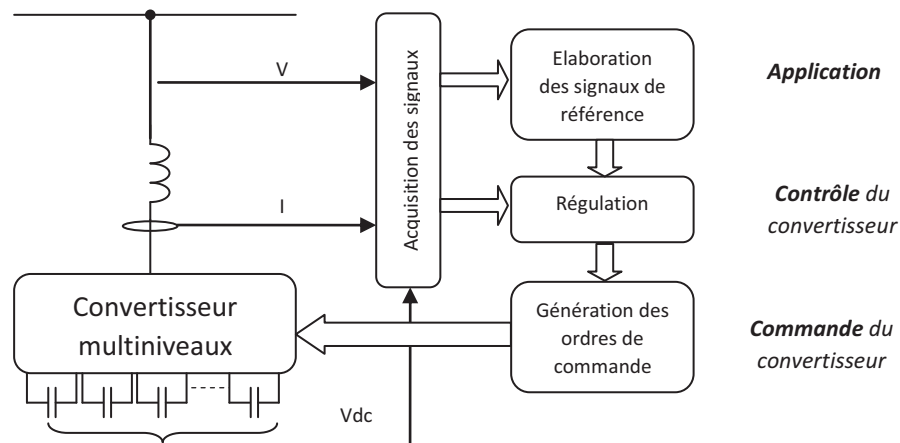 V
I
Acquisition des signaux
Elaboration
des signaux de
référence
Application
Régulation
Contrôle du
convertisseur
Convertisseur
multiniveaux
Génération des
ordres de
commande
Commande du
convertisseur
Vdc